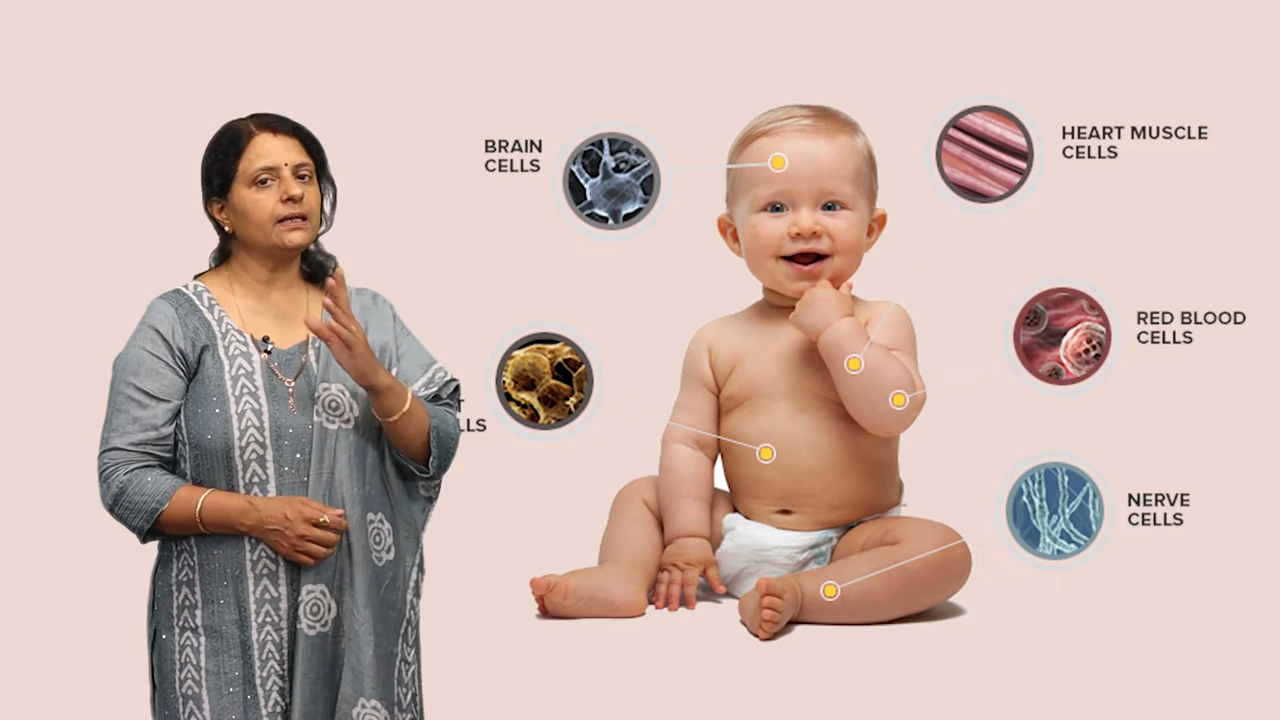 BRAIN
CELLS
HEART MUSCLE
CELLS
RED BLOOD
CELLS
NERVE
CELLS